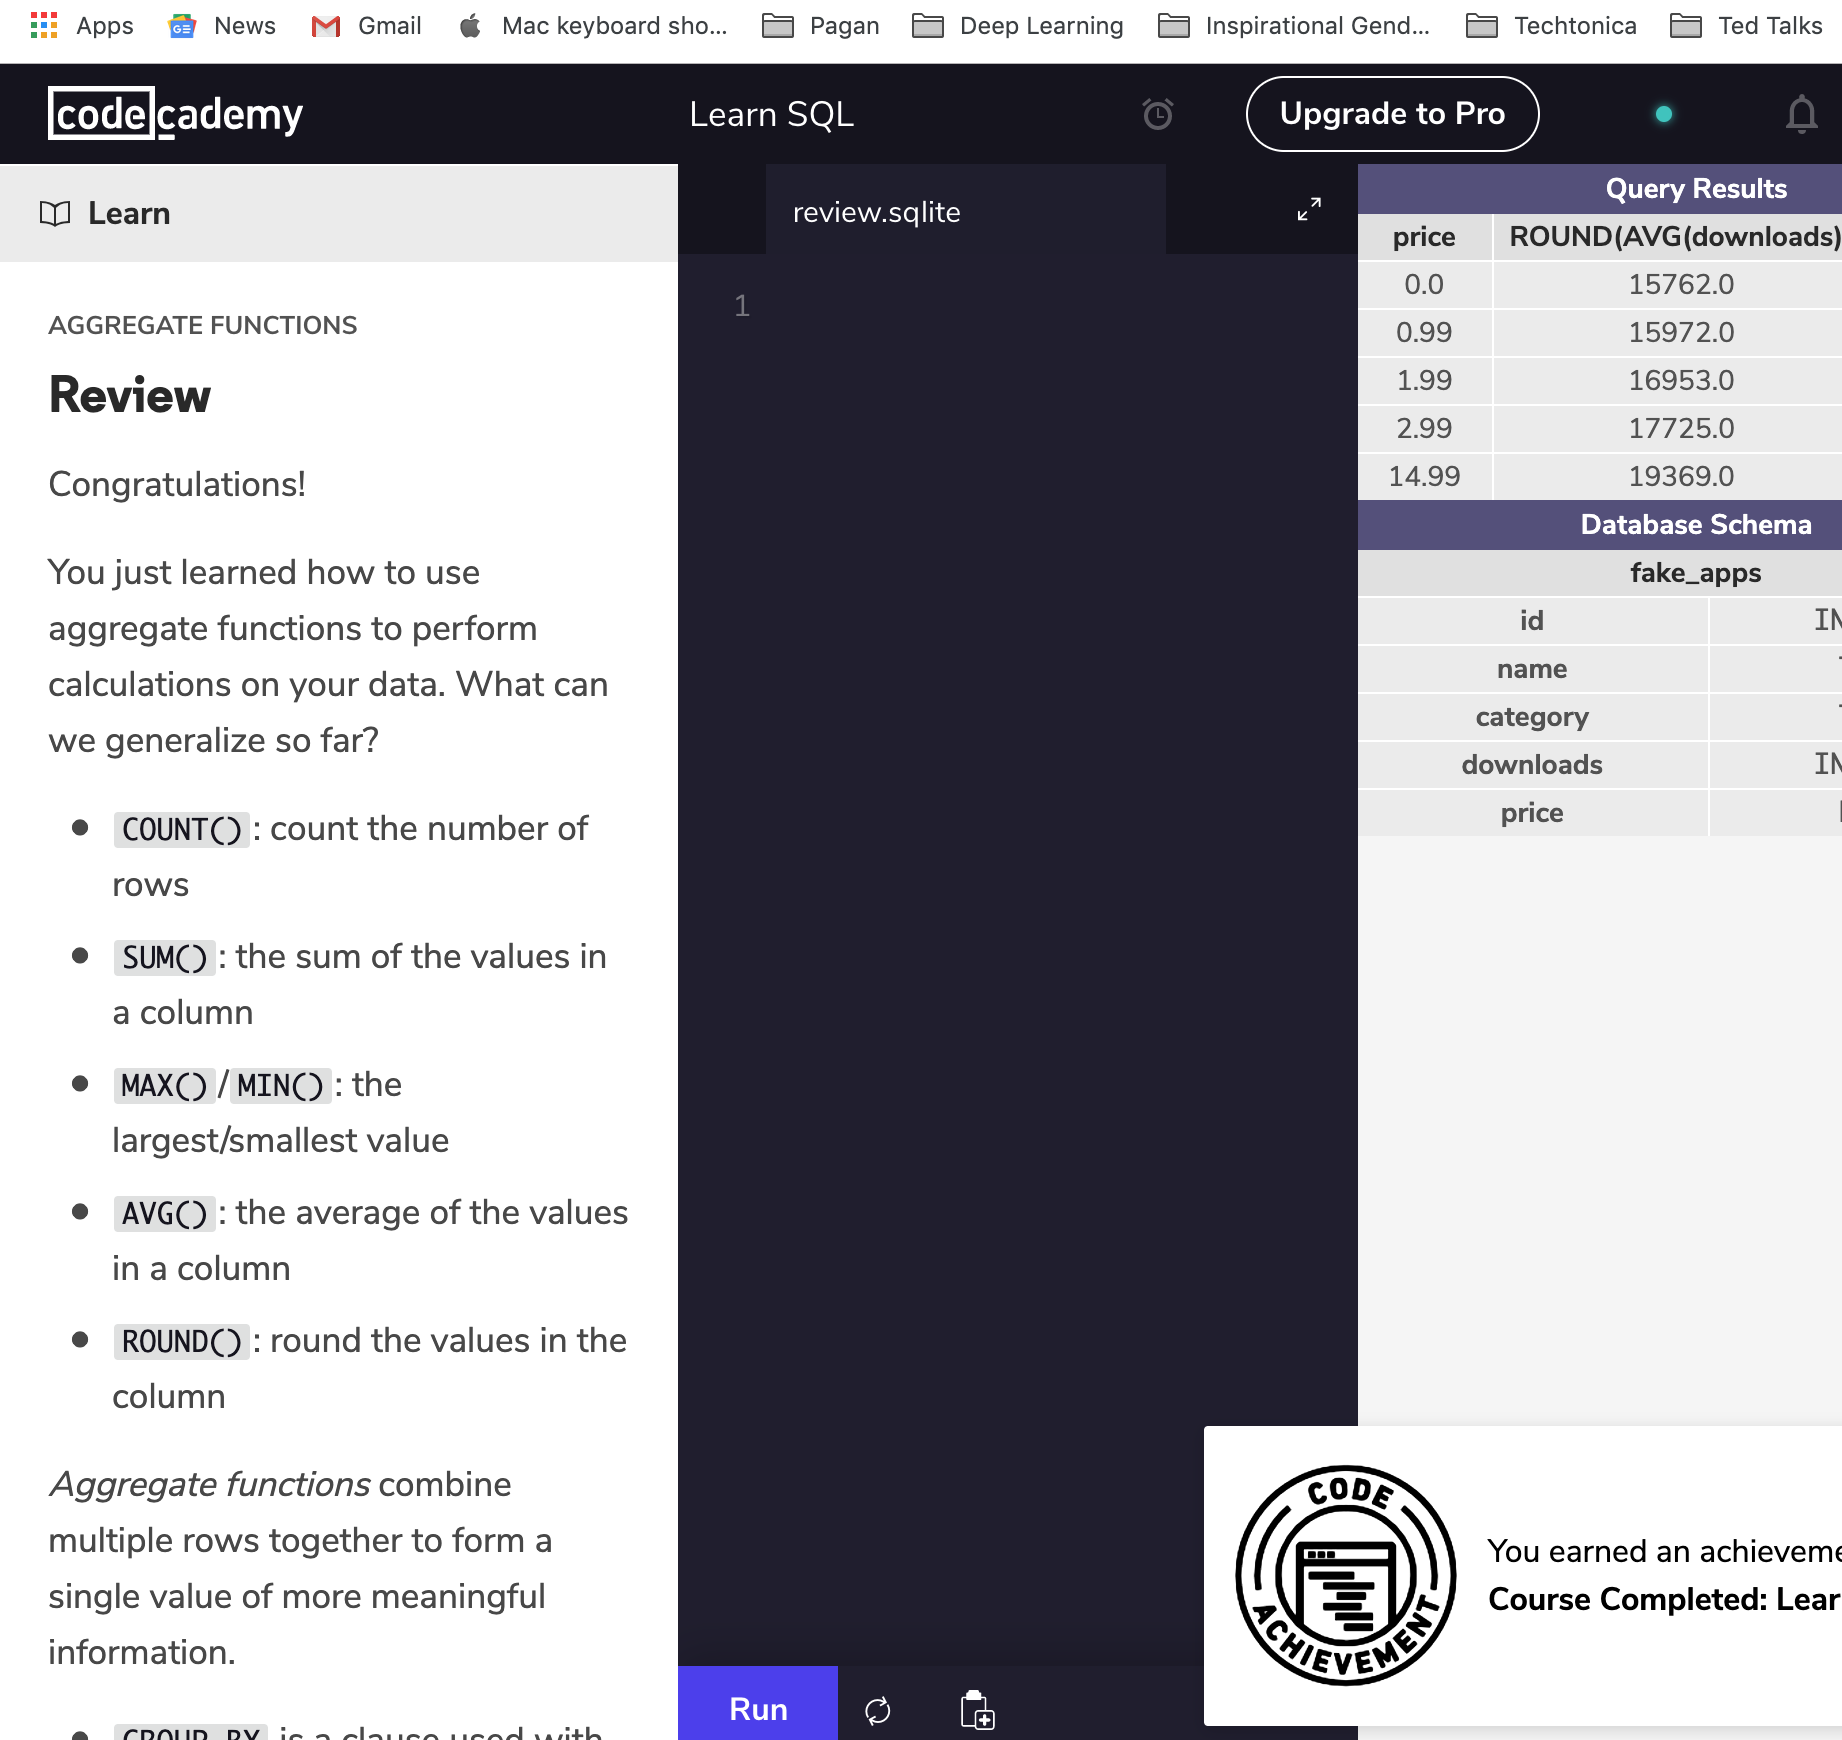 Apps News Gmail Mac keyboard sho... Pagan Deep Learning Inspirational Gend... Techtonica Ted Talks
codecademy Learn SQL Upgrade to Pro
Learn
AGGREGATE FUNCTIONS
Review
Congratulations!
You just learned how to use
aggregate functions to perform
calculations on your data. What can
we generalize so far?
COUNT(): count the number of
rows
SUM(): the sum of the values in
a column
MAX()/MIN(): the
largest/smallest value
AVG(): the average of the values
in a column
ROUND(): round the values in the
column
Aggregate functions combine
multiple rows together to form a
single value of more meaningful
information.
GROUP BY is a clause used with
review.sqlite
1
Run
Query Results
price ROUND(AVG(downloads)
0.0 15762.0
0.99 15972.0
1.99 16953.0
2.99 17725.0
14.99 19369.0
Database Schema
fake_apps
id IN
name
category
downloads IN
price
CODE
ACHIEVEMENT
You earned an achieveme
Course Completed: Lear